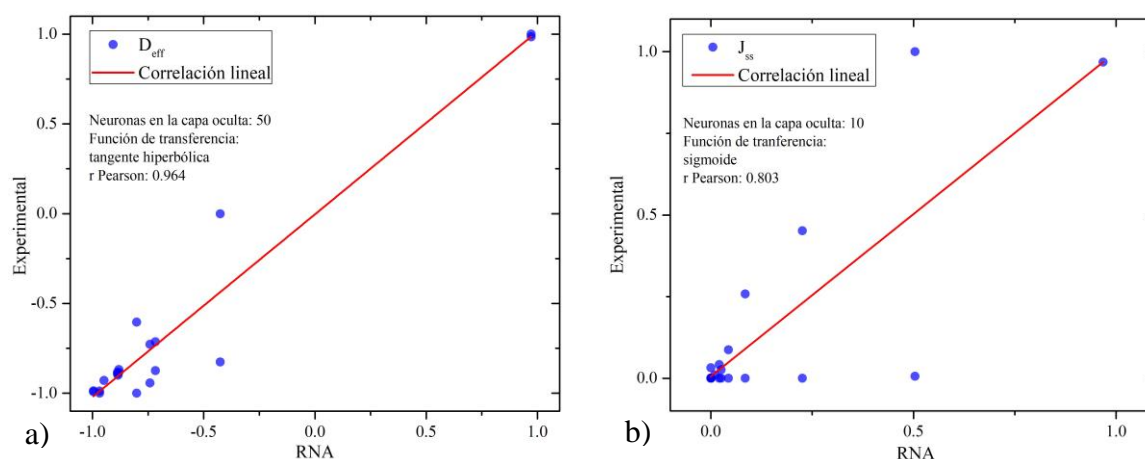 D_eff
Correlación lineal
Neuronas en la capa oculta: 50
Función de transferencia:
tangente hiperbólica
r Pearson: 0.964
Experimental
1.0
0.5
0.0
-0.5
-1.0
-1.0 -0.5 0.0 0.5 1.0
RNA
a)
J_ss
Correlación lineal
Neuronas en la capa oculta: 10
Función de tranferencia:
sigmoide
r Pearson: 0.803
Experimental
1.0
0.5
0.0
0.0 0.5 1.0
RNA
b)